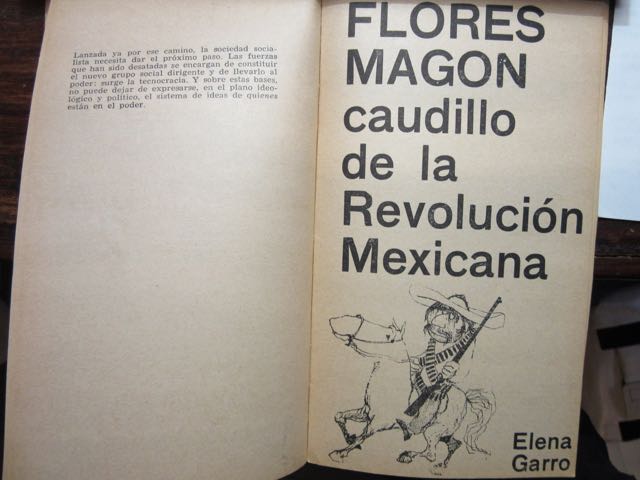 Lanzada ya por ese camino, la sociedad socia-
lista necesita dar el próximo paso. Las fuerzas
que han sido desatadas se encargan de constituir
el nuevo grupo social dirigente y de llevarlo al
poder: surge la tecnocracia. Y sobre estas bases,
no puede dejar de expresarse, en el plano ideo-
lógico y político, el sistema de ideas de quienes
están en el poder.
FLORES
MAGON
caudillo
de la
Revolución
Mexicana
Elena
Garro